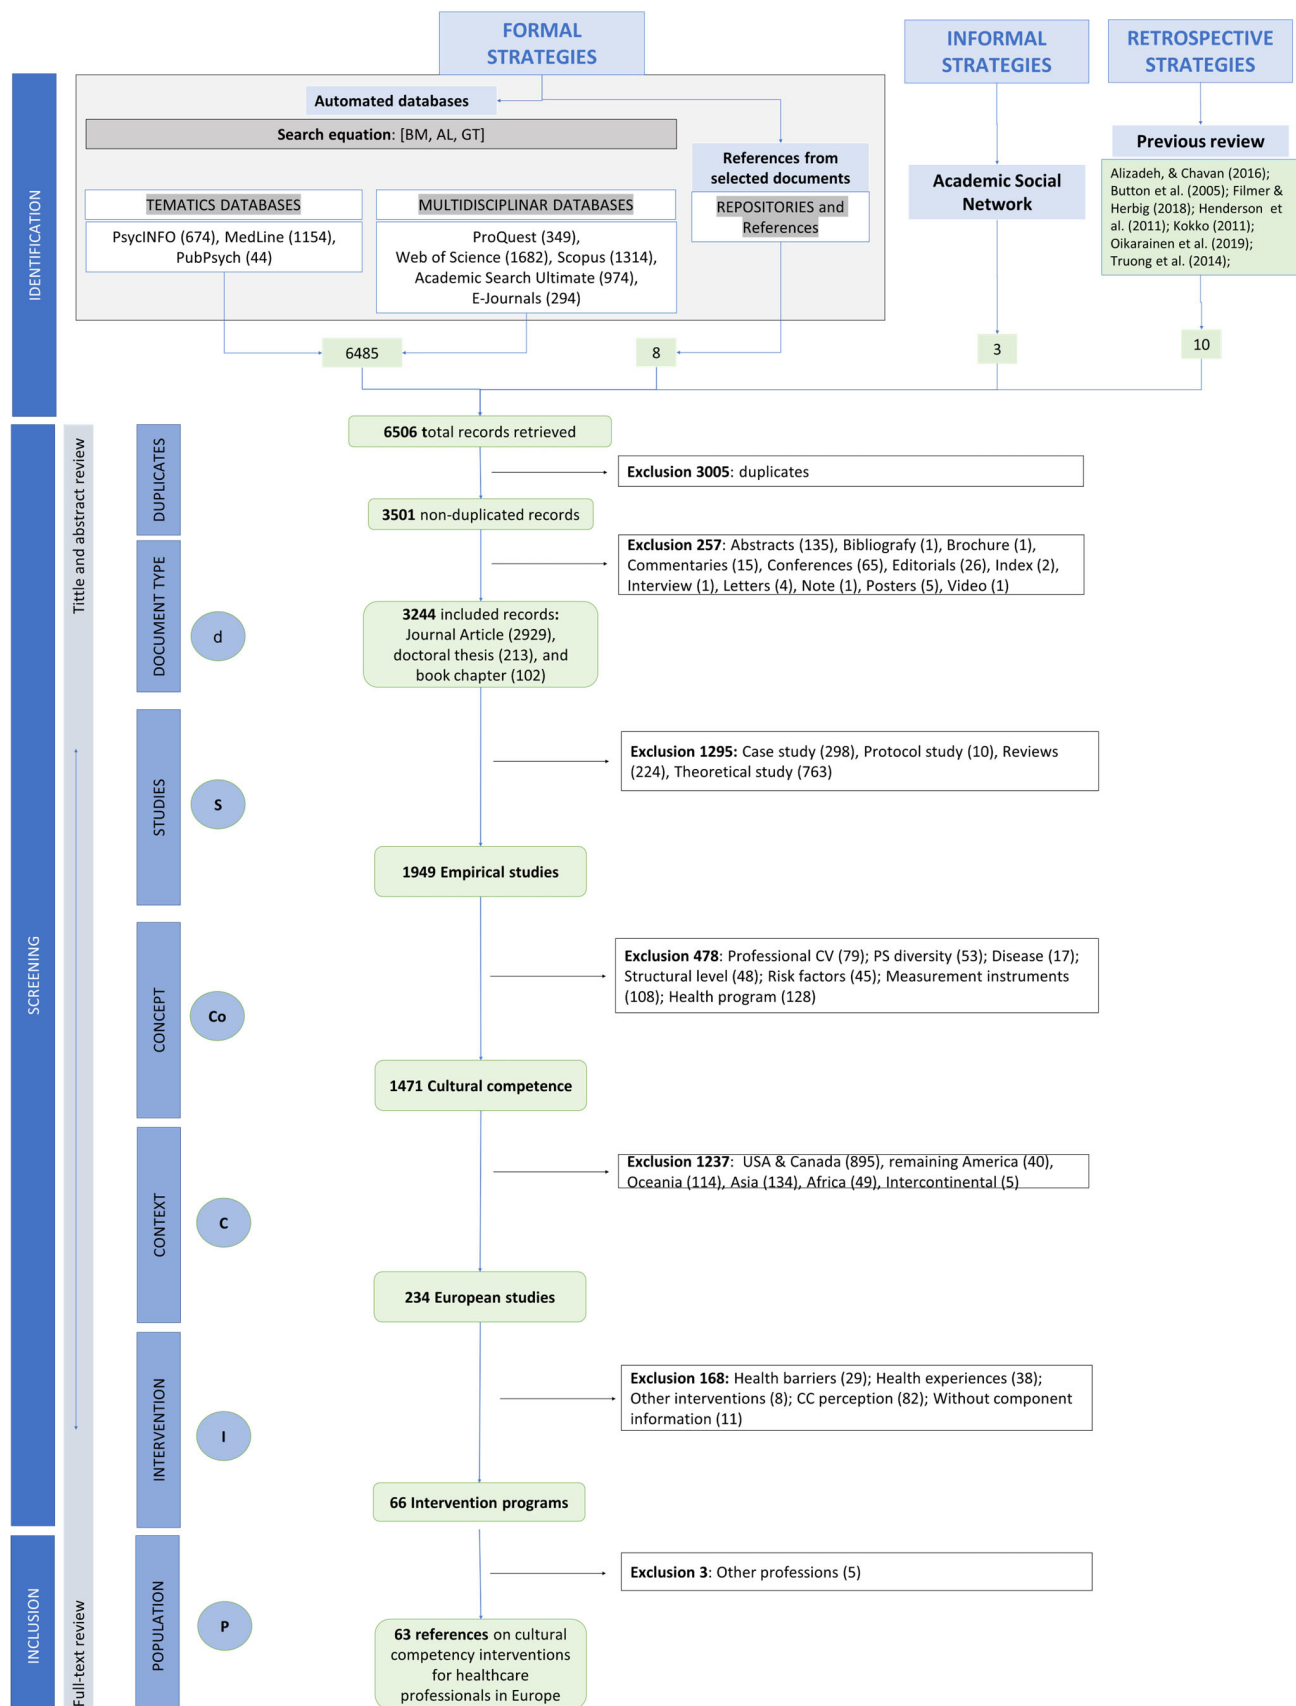 FORMAL
STRATEGIES
INFORMAL
STRATEGIES
RETROSPECTIVE
STRATEGIES
IDENTIFICATION
Automated databases
Search equation: [BM, AL, GT]
TEMATICS DATABASES
PsycINFO (674), MedLine (1154),
PubPsych (44)
MULTIDISCIPLINAR DATABASES
ProQuest (349),
Web of Science (1682), Scopus (1314),
Academic Search Ultimate (974),
E-Journals (294)
References from
selected documents
REPOSITORIES and
References
Academic Social
Network
Previous review
Alizadeh, & Chavan (2016);
Button et al. (2005); Filmer &
Herbig (2018); Henderson et
al. (2011); Kokko (2011);
Oikarainen et al. (2019);
Truong et al. (2014);
6485
8
3
10
SCREENING
Tittle and abstract review
DUPLICATES
6506 total records retrieved
Exclusion 3005: duplicates
3501 non-duplicated records
DOCUMENT TYPE
d
Exclusion 257: Abstracts (135), Bibliografy (1), Brochure (1),
Commentaries (15), Conferences (65), Editorials (26), Index (2),
Interview (1), Letters (4), Note (1), Posters (5), Video (1)
3244 included records:
Journal Article (2929),
doctoral thesis (213), and
book chapter (102)
STUDIES
S
Exclusion 1295: Case study (298), Protocol study (10), Reviews
(224), Theoretical study (763)
1949 Empirical studies
CONCEPT
Co
Exclusion 478: Professional CV (79); PS diversity (53); Disease (17);
Structural level (48); Risk factors (45); Measurement instruments
(108); Health program (128)
1471 Cultural competence
CONTEXT
C
Exclusion 1237: USA & Canada (895), remaining America (40),
Oceania (114), Asia (134), Africa (49), Intercontinental (5)
234 European studies
INTERVENTION
I
Exclusion 168: Health barriers (29); Health experiences (38);
Other interventions (8); CC perception (82); Without component
information (11)
66 Intervention programs
INCLUSION
Full-text review
POPULATION
P
Exclusion 3: Other professions (5)
63 references on cultural
competency interventions
for healthcare
professionals in Europe